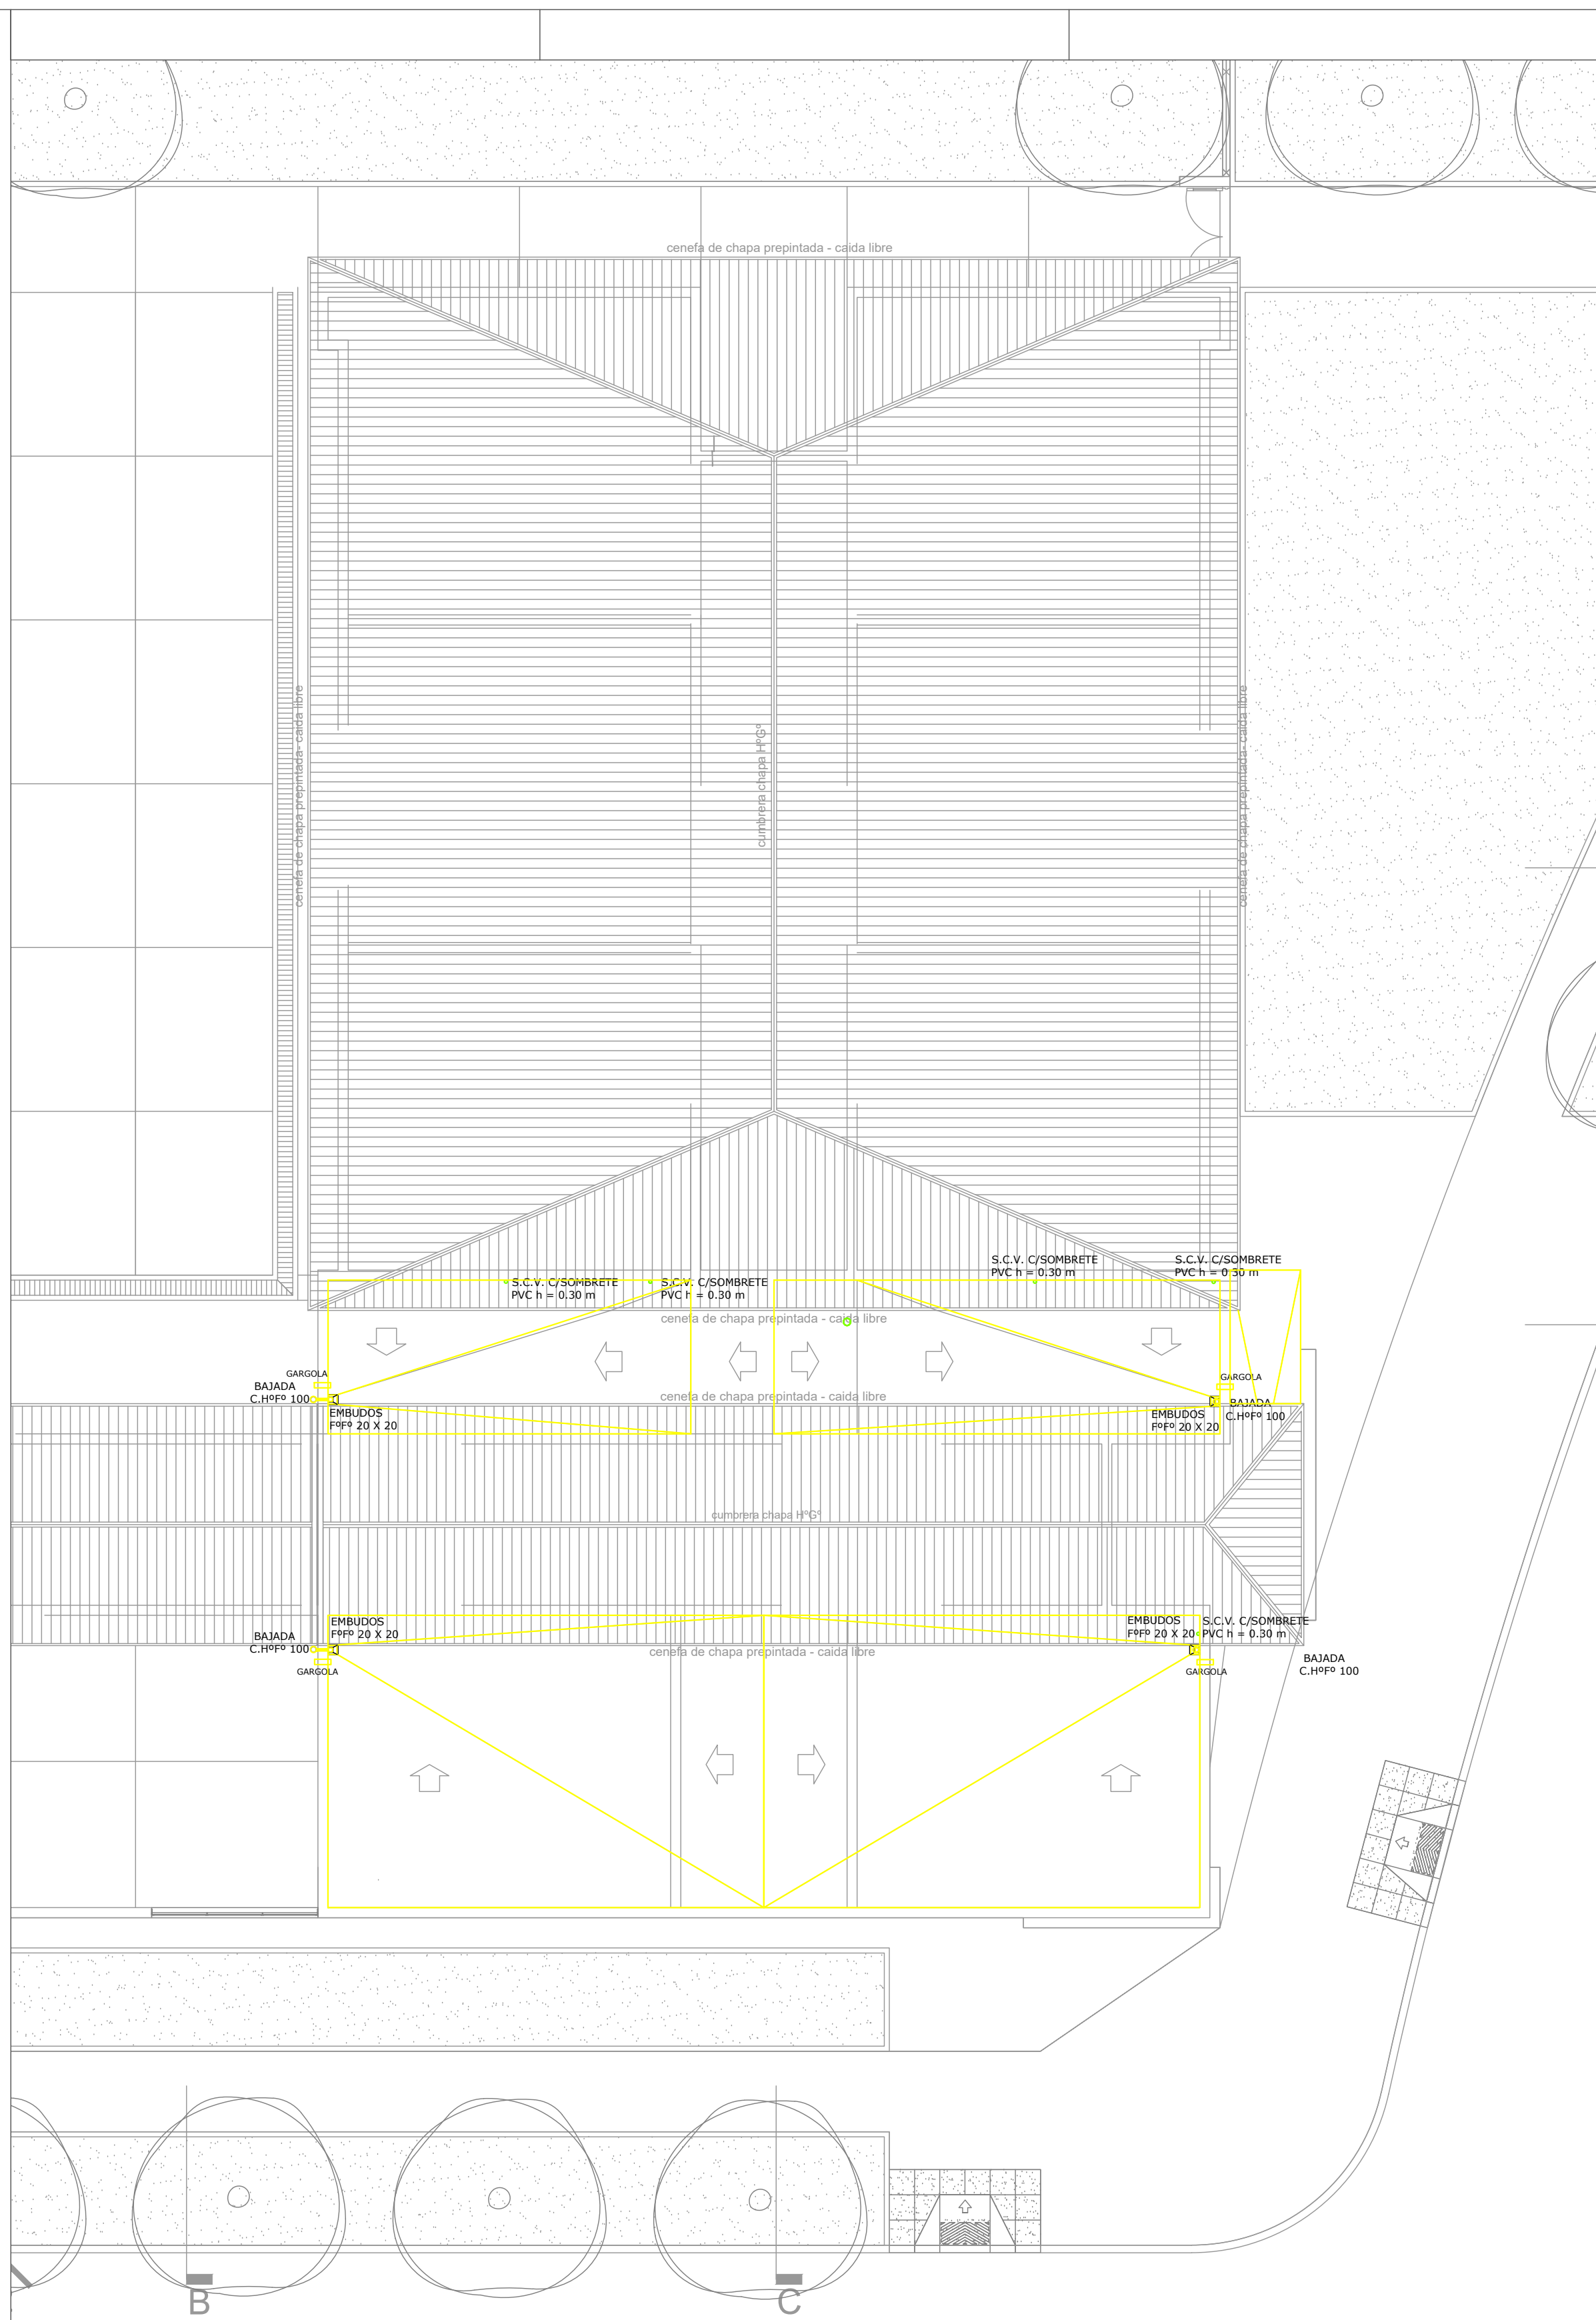 cenefa de chapa prepintada - caida libre
cenefa de chapa prepintada- caida libre
cumbrera chapa HºGº
cenefa de chapa prepintada- caida libre
S.C.V. C/SOMBRETE
PVC h = 0.30 m
S.C.V. C/SOMBRETE
PVC h = 0.30 m
S.C.V. C/SOMBRETE
PVC h = 0.30 m
S.C.V. C/SOMBRETE
PVC h = 0.30 m
cenefa de chapa prepintada - caida libre
GARGOLA
BAJADA
C.HºFº 100
EMBUDOS
FºFº 20 X 20
cenefa de chapa prepintada - caida libre
GARGOLA
BAJADA
C.HºFº 100
EMBUDOS
FºFº 20 X 20
cumbrera chapa HºGº
EMBUDOS
FºFº 20 X 20
BAJADA
C.HºFº 100
GARGOLA
cenefa de chapa prepintada - caida libre
EMBUDOS
FºFº 20 X 20
S.C.V. C/SOMBRETE
PVC h = 0.30 m
GARGOLA
BAJADA
C.HºFº 100
B
C